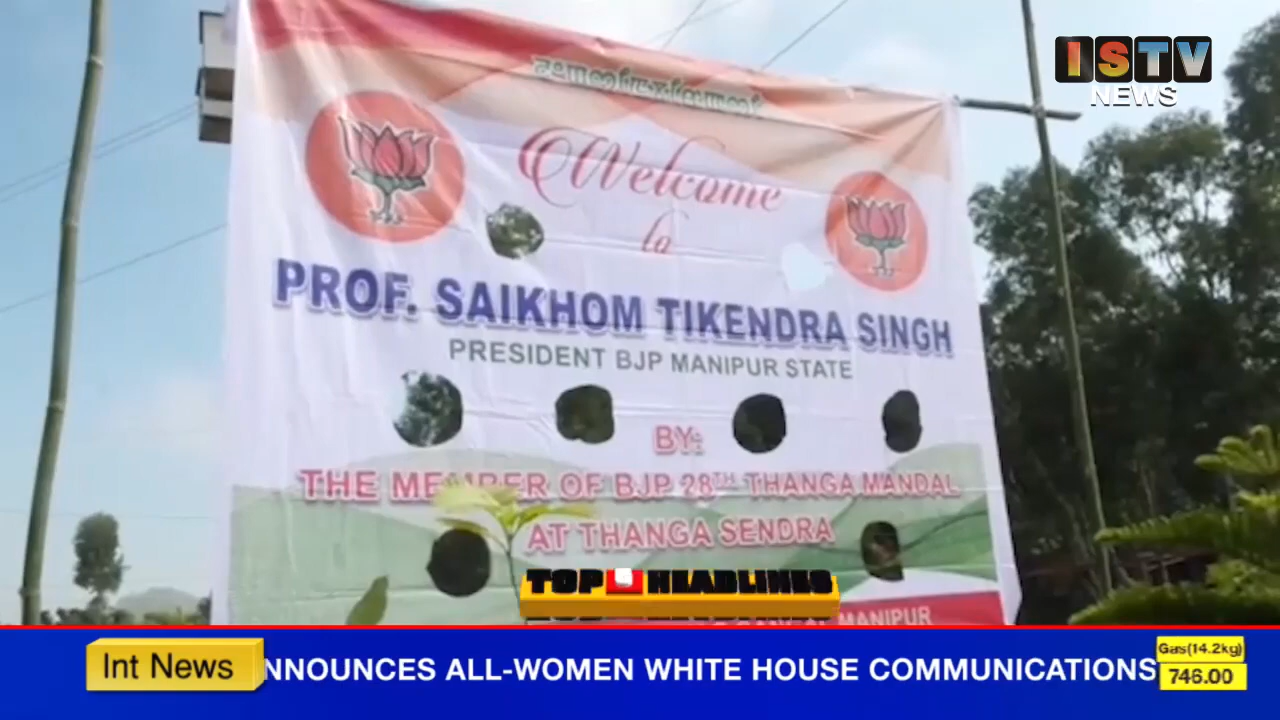 ISTV
NEWS
Welcome
to
PROF. SAIKHOM TIKENDRA SINGH
PRESIDENT BJP MANIPUR STATE
BY:
THE MEMBER OF BJP 28TH THANGA MANDAL
AT THANGA SENDRA
TOP HEADLINES
MANIPUR
Int News
NNOUNCES ALL-WOMEN WHITE HOUSE COMMUNICATIONS
Gas(14.2kg)
746.00